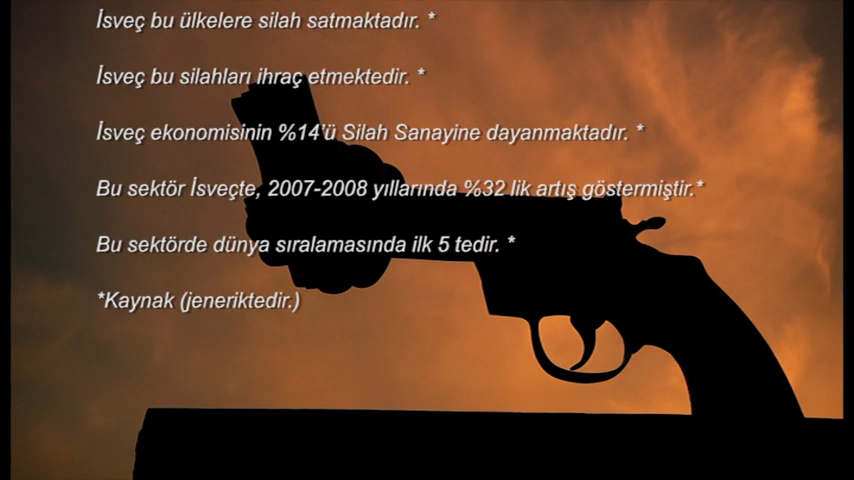 İsveç bu ülkelere silah satmaktadır. *
İsveç bu silahları ihraç etmektedir. *
İsveç ekonomisinin %14'ü Silah Sanayine dayanmaktadır. *
Bu sektör İsveçte, 2007-2008 yıllarında %32 lik artış göstermiştir.*
Bu sektörde dünya sıralamasında ilk 5 tedir. *
*Kaynak (jeneriktedir.)